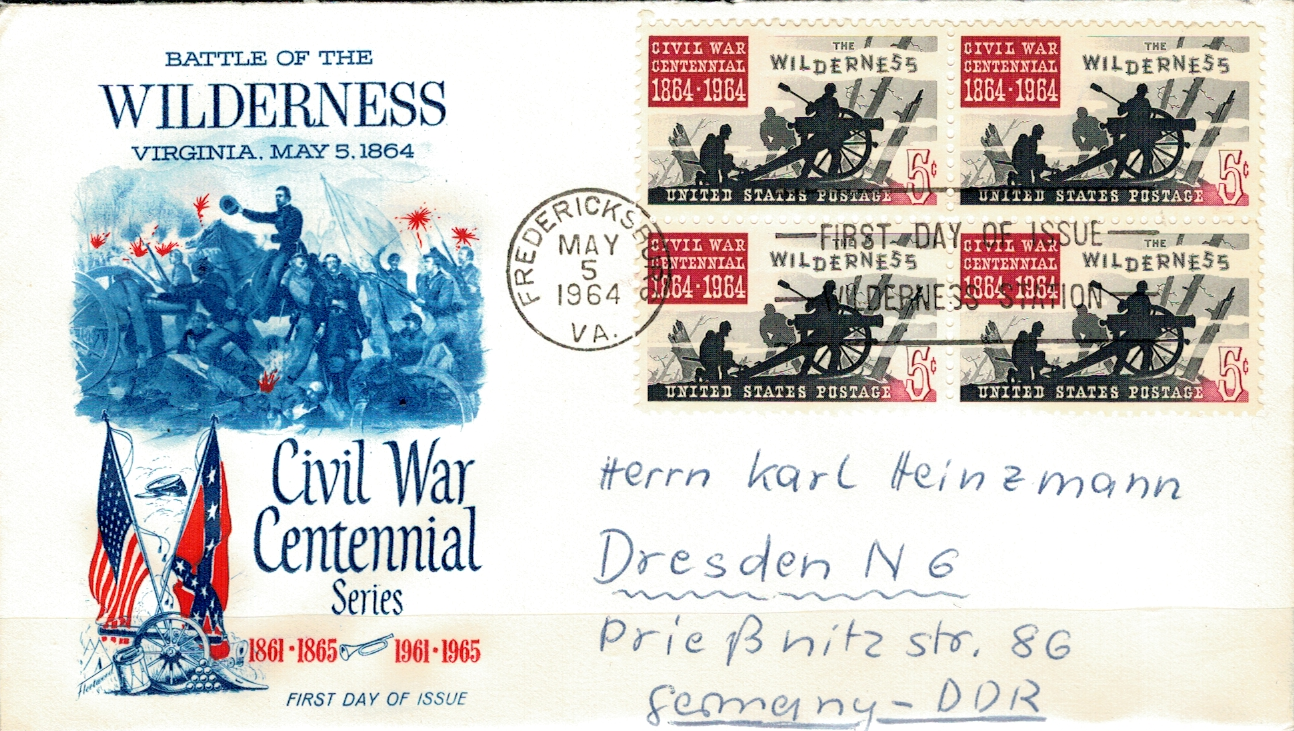 BATTLE OF THE
WILDERNESS
VIRGINIA, MAY 5, 1864
Civil War
Centennial
Series
1861·1865 1961·1965
FIRST DAY OF ISSUE
Fleetwood
CIVIL WAR
CENTENNIAL
1864·1964
THE
WILDERNESS
5¢
UNITED STATES POSTAGE
CIVIL WAR
CENTENNIAL
1864·1964
THE
WILDERNESS
5¢
UNITED STATES POSTAGE
CIVIL WAR
CENTENNIAL
1864·1964
THE
WILDERNESS
5¢
UNITED STATES POSTAGE
CIVIL WAR
CENTENNIAL
1864·1964
THE
WILDERNESS
5¢
UNITED STATES POSTAGE
FREDERICKSBURG
MAY
5
1964
VA.
FIRST DAY OF ISSUE
WILDERNESS STATION
Herrn Karl Heinzmann
Dresden N 6
Prießnitzstr. 86
Germany - DDR